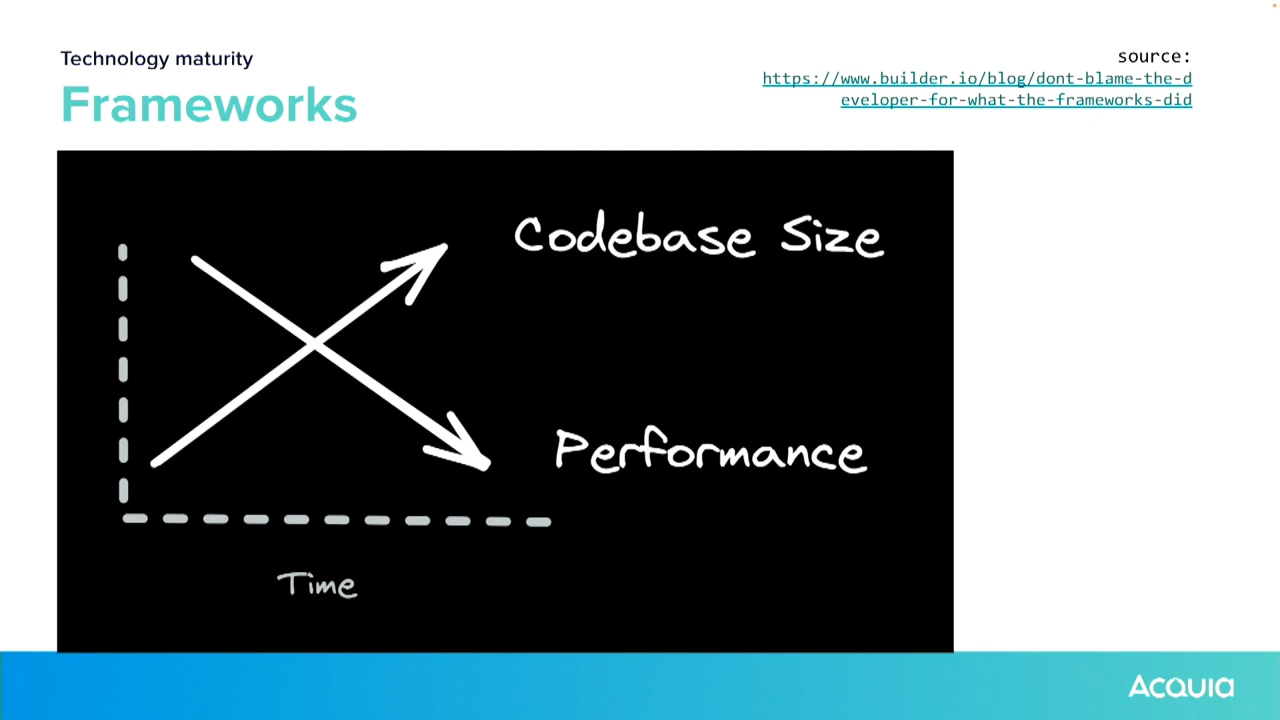 Technology maturity
Frameworks
source:
https://www.builder.io/blog/dont-blame-the-d
eveloper-for-what-the-frameworks-did
Codebase Size
Performance
Time
Acquia